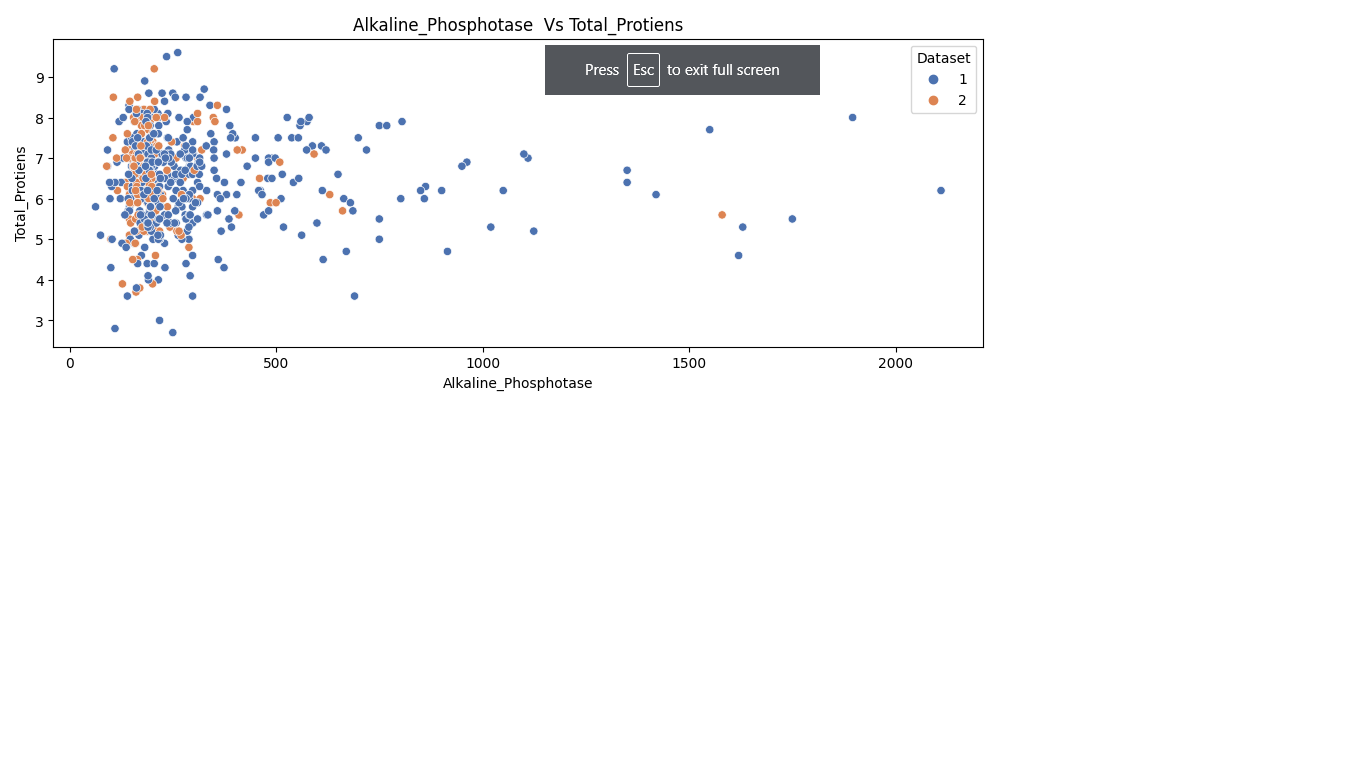 Alkaline_Phosphotase  Vs Total_Protiens
Press Esc to exit full screen
Dataset
1
2
Total_Protiens
9
8
7
6
5
4
3
0 500 1000 1500 2000
Alkaline_Phosphotase